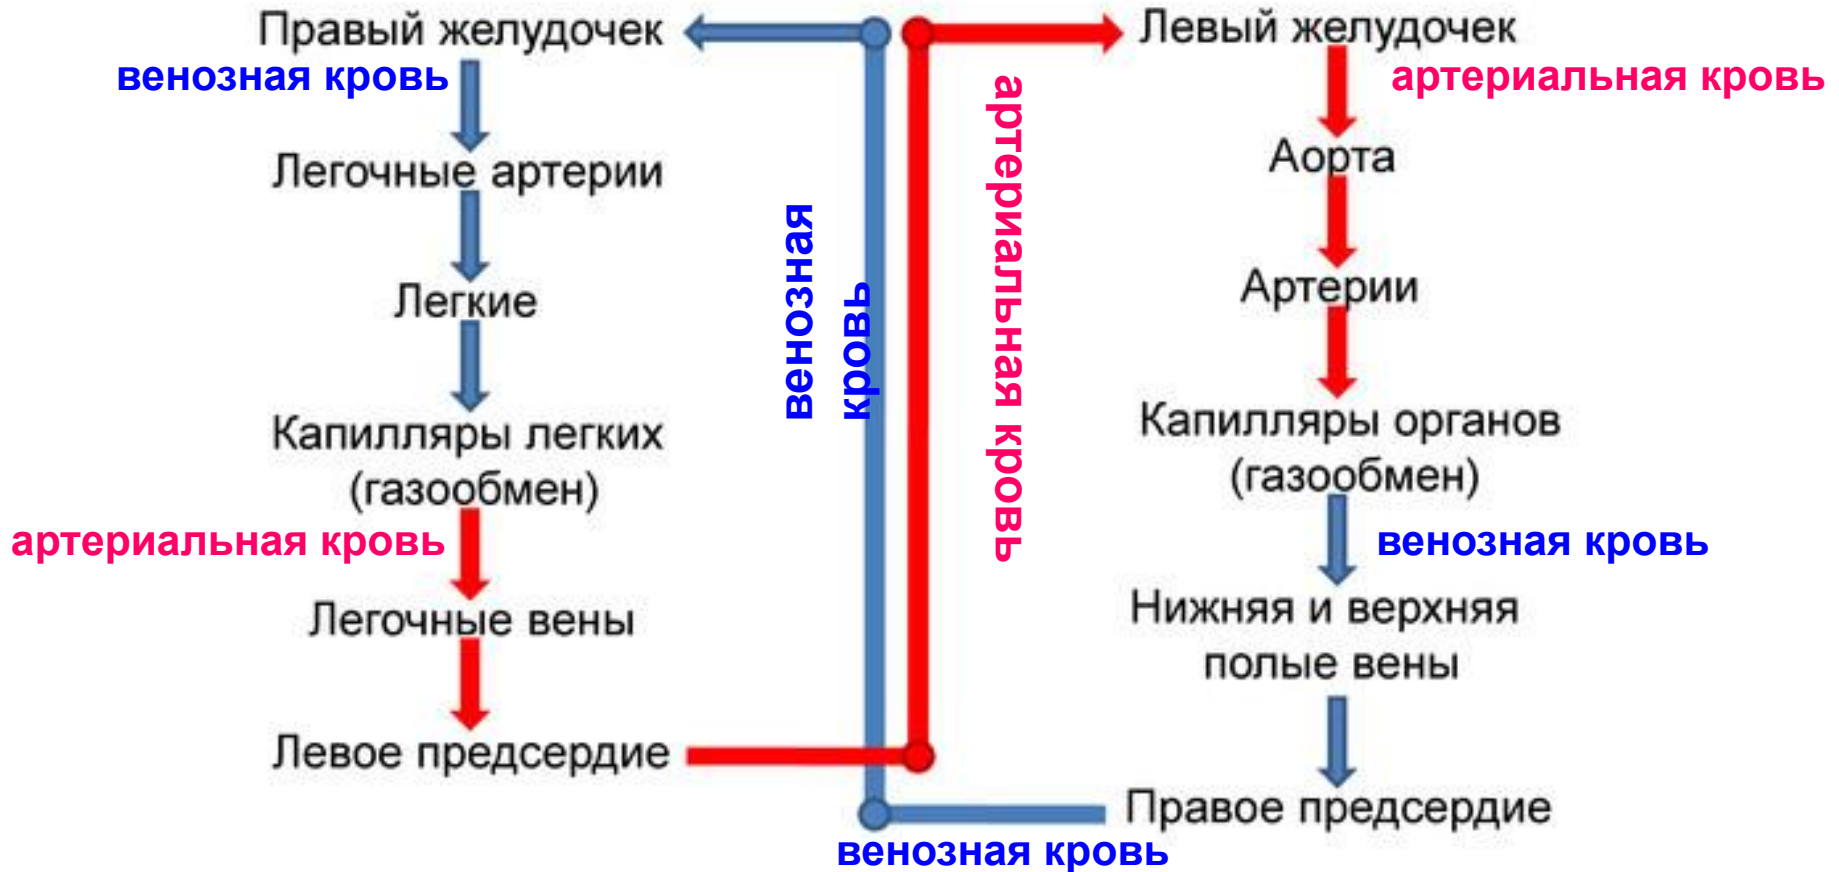 Правый желудочек
венозная кровь
Легочные артерии
Легкие
Капилляры легких
(газообмен)
артериальная кровь
Легочные вены
Левое предсердие
венозная
кровь
артериальная кровь
Левый желудочек
артериальная кровь
Аорта
Артерии
Капилляры органов
(газообмен)
венозная кровь
Нижняя и верхняя
полые вены
Правое предсердие
венозная кровь